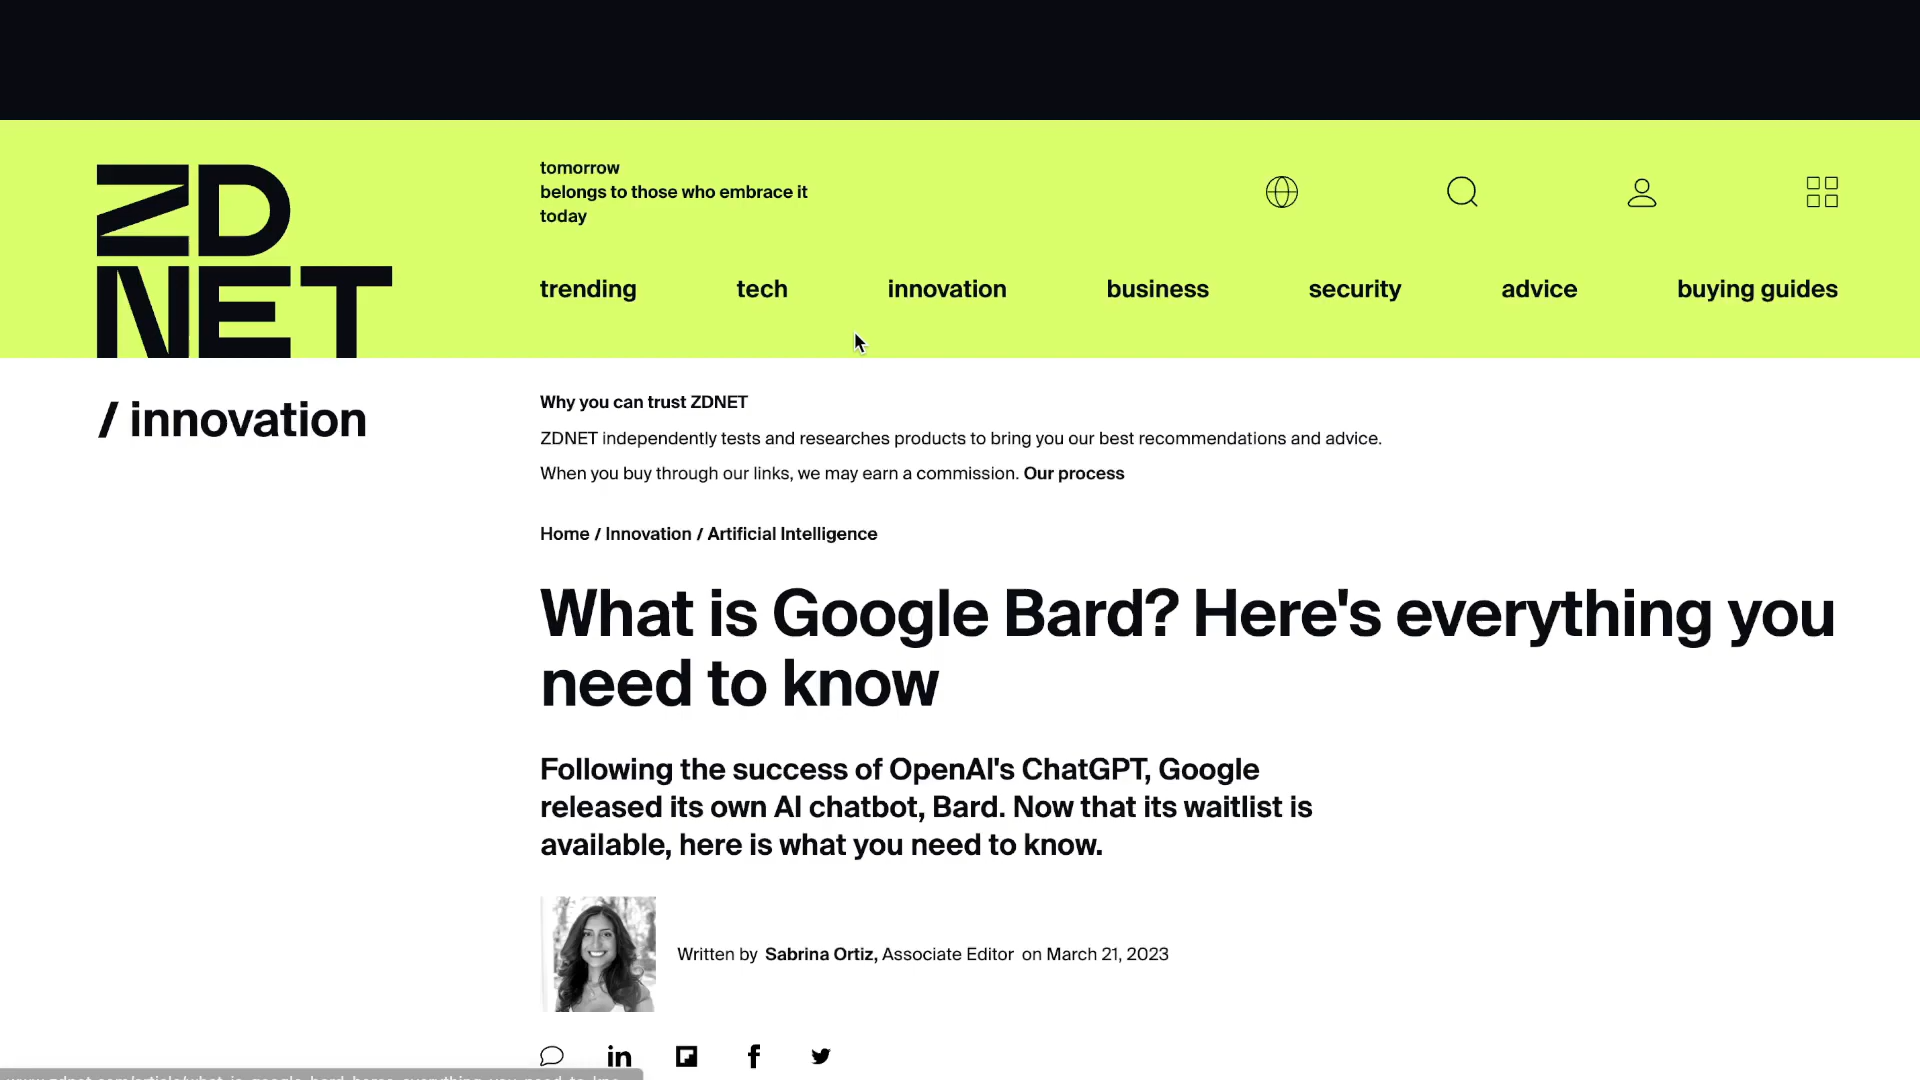 ZD
NET
tomorrow
belongs to those who embrace it
today
trending tech innovation business security advice buying guides
/ innovation
Why you can trust ZDNET
ZDNET independently tests and researches products to bring you our best recommendations and advice.
When you buy through our links, we may earn a commission. Our process
Home / Innovation / Artificial Intelligence
What is Google Bard? Here's everything you
need to know
Following the success of OpenAI's ChatGPT, Google
released its own AI chatbot, Bard. Now that its waitlist is
available, here is what you need to know.
Written by Sabrina Ortiz, Associate Editor on March 21, 2023